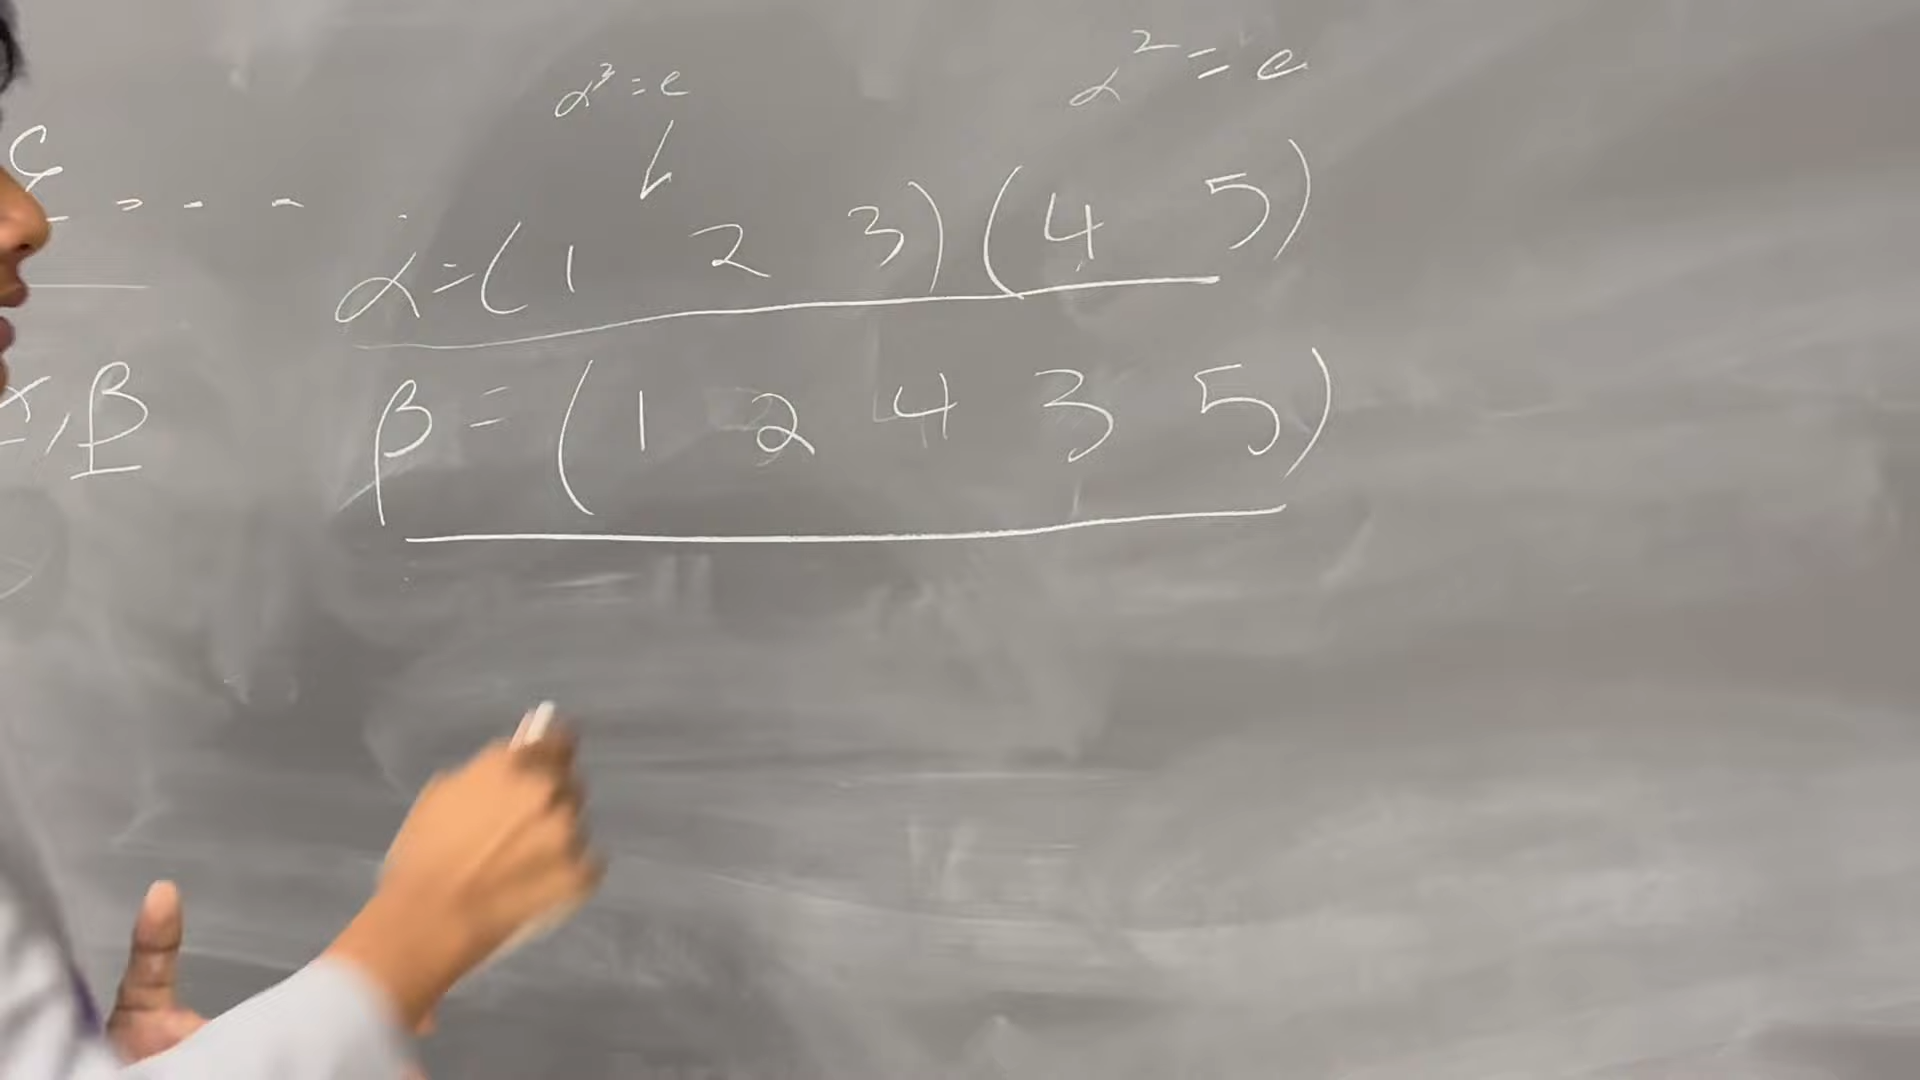 α³ = e α² = e
α = (1 2 3)(4 5)
, β β = (1 2 4 3 5)